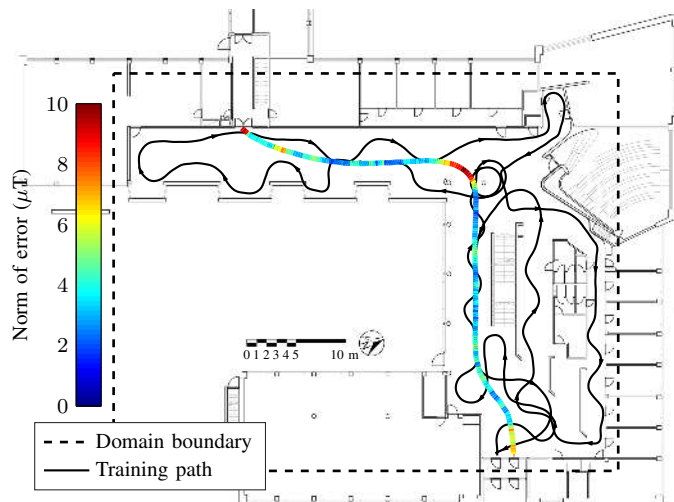 Norm of error (μT)
10
8
6
4
2
0
0 1 2 3 4 5 10 m
Domain boundary
Training path